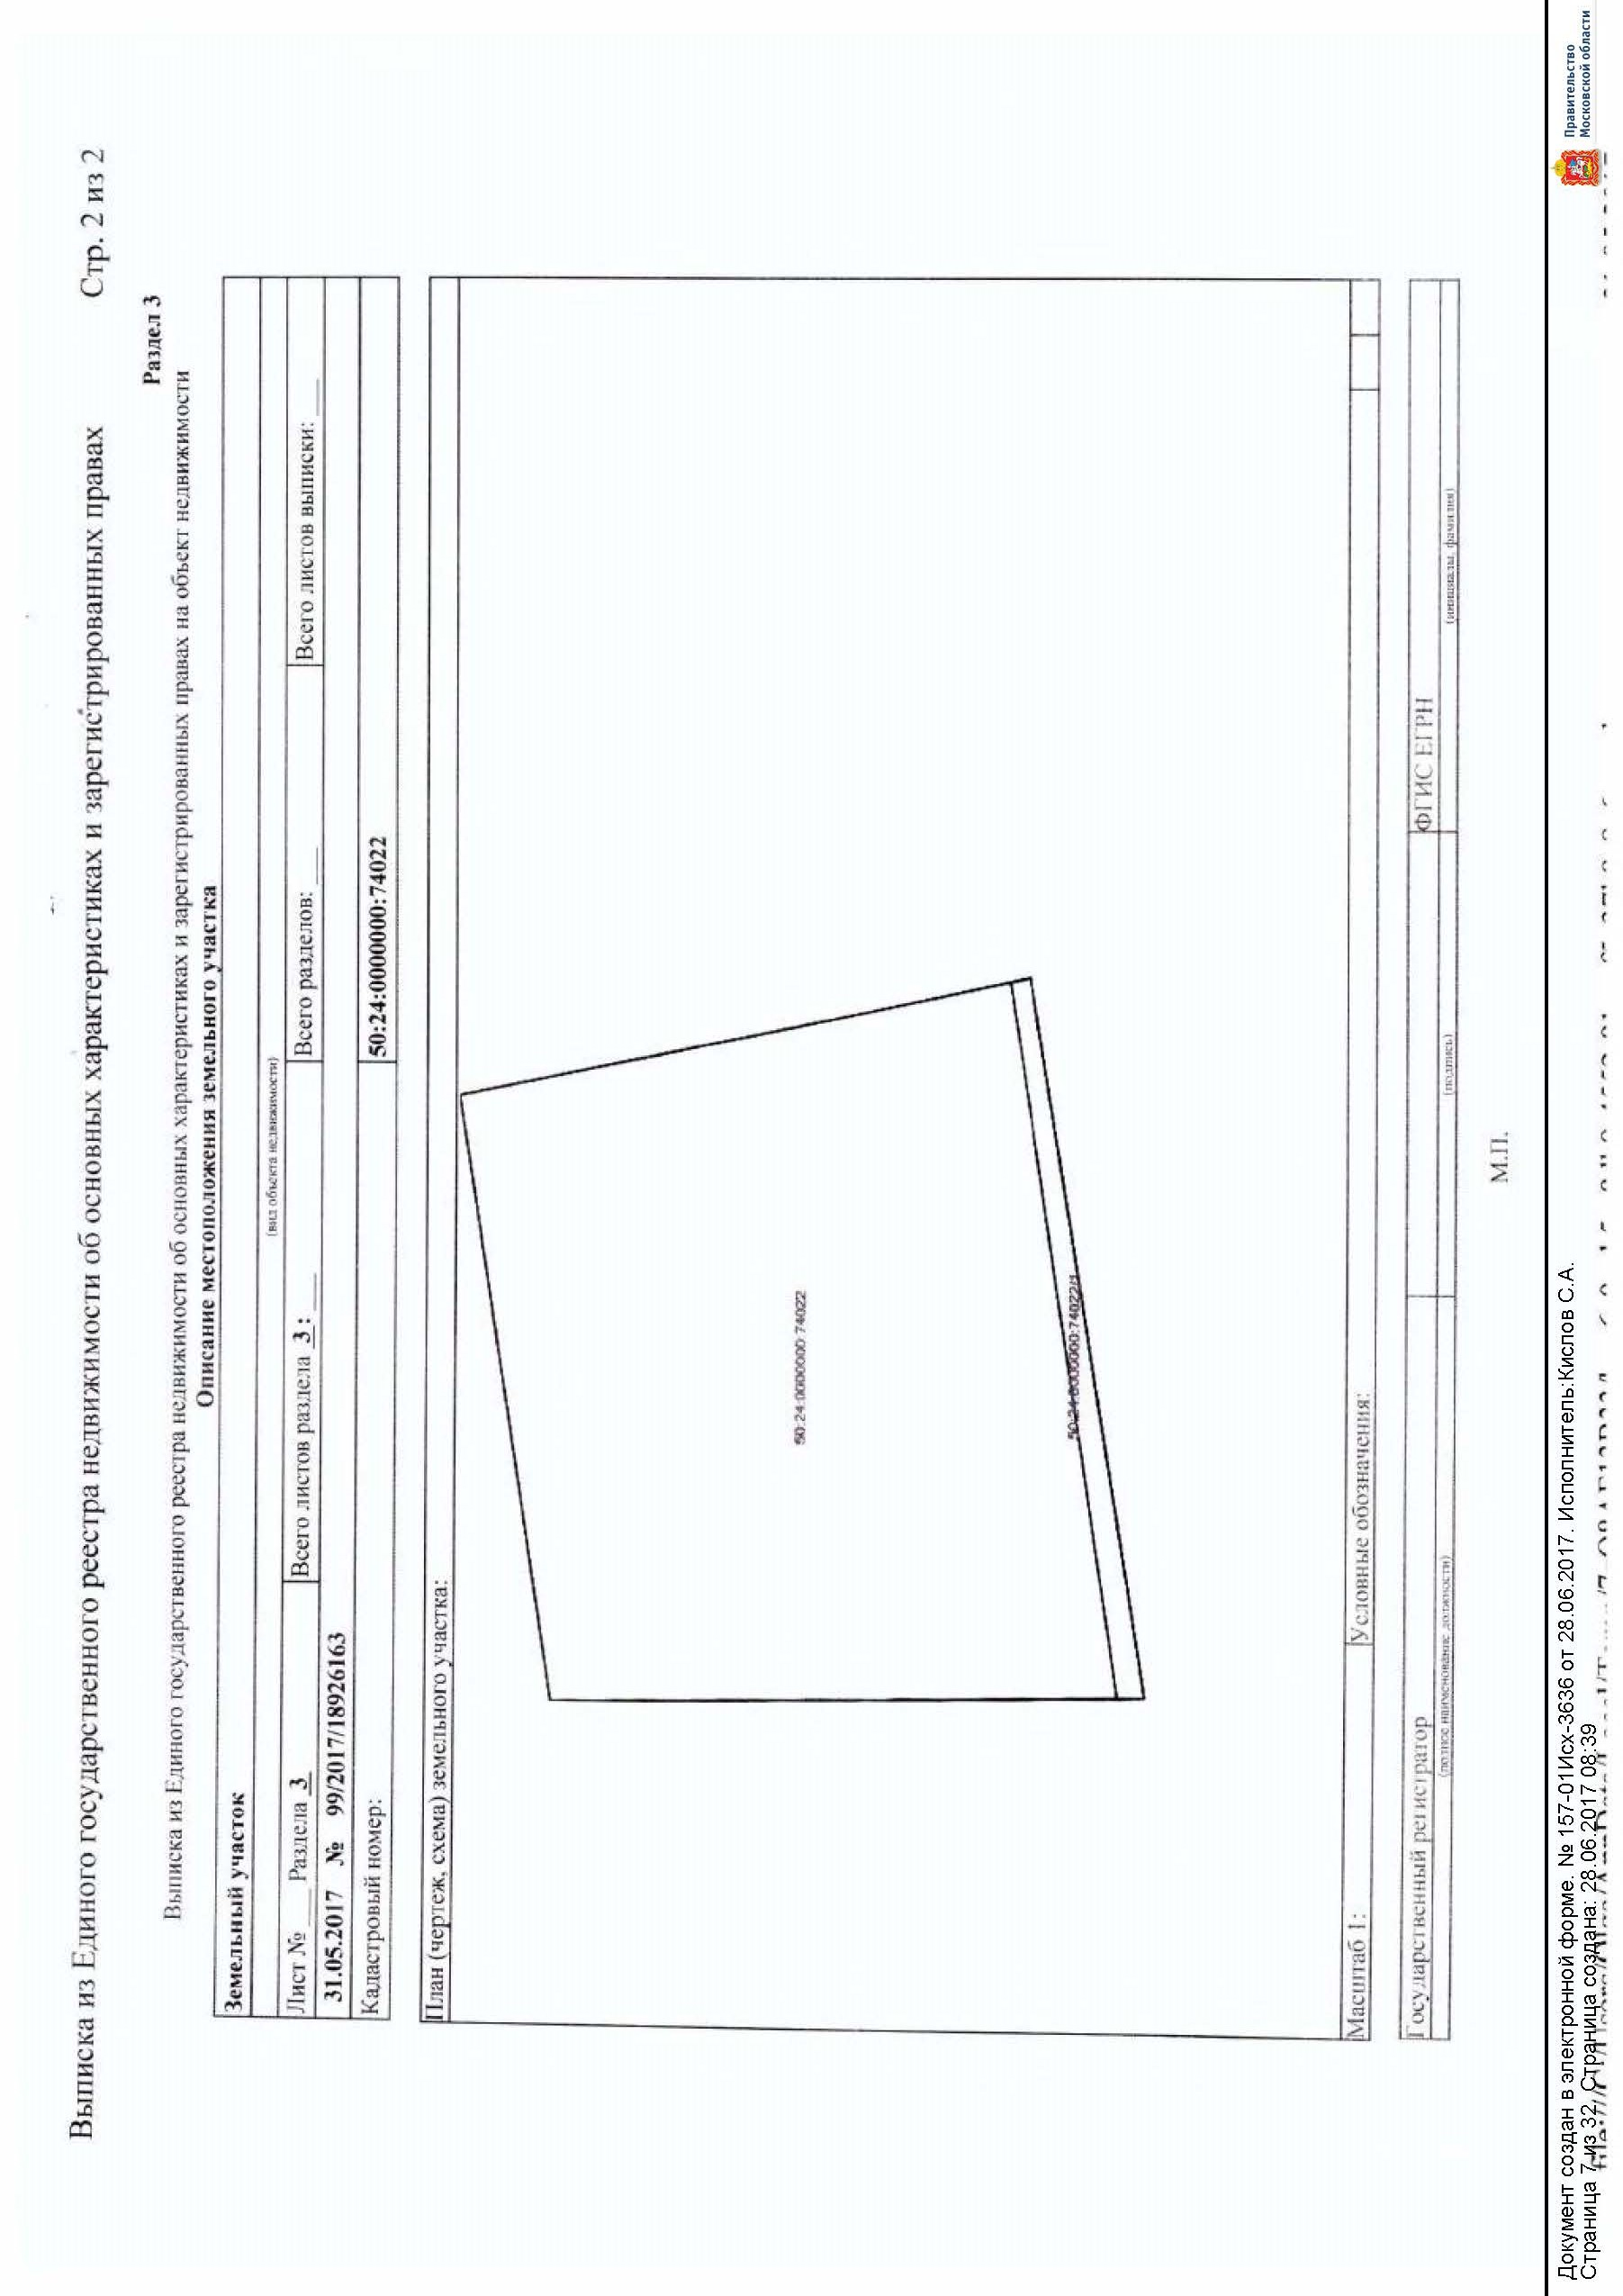 Выписка из Единого государственного реестра недвижимости об основных характеристиках и зарегистрированных правах Стр. 2 из 2
Раздел 3
Выписка из Единого государственного реестра недвижимости об основных характеристиках и зарегистрированных правах на объект недвижимости
Описание местоположения земельного участка
Земельный участок
(вид объекта недвижимости)
Лист № ___ Раздела 3 Всего листов раздела 3 : ___ Всего разделов: ___ Всего листов выписки: ___
31.05.2017 № 99/2017/18926163
Кадастровый номер: 50:24:0000000:74022
План (чертеж, схема) земельного участка:
50:24:0000000:74022
50:24:0000000:74022/1
Масштаб 1: Условные обозначения:
Государственный регистратор ФГИС ЕГРН
(полное наименование должности) (подпись) (инициалы, фамилия)
М.П.
Документ создан в электронной форме. № 157-01Исх-3636 от 28.06.2017. Исполнитель:Кислов С.А.
Страница 7 из 32. Страница создана: 28.06.2017 08:39
Правительство
Московской области